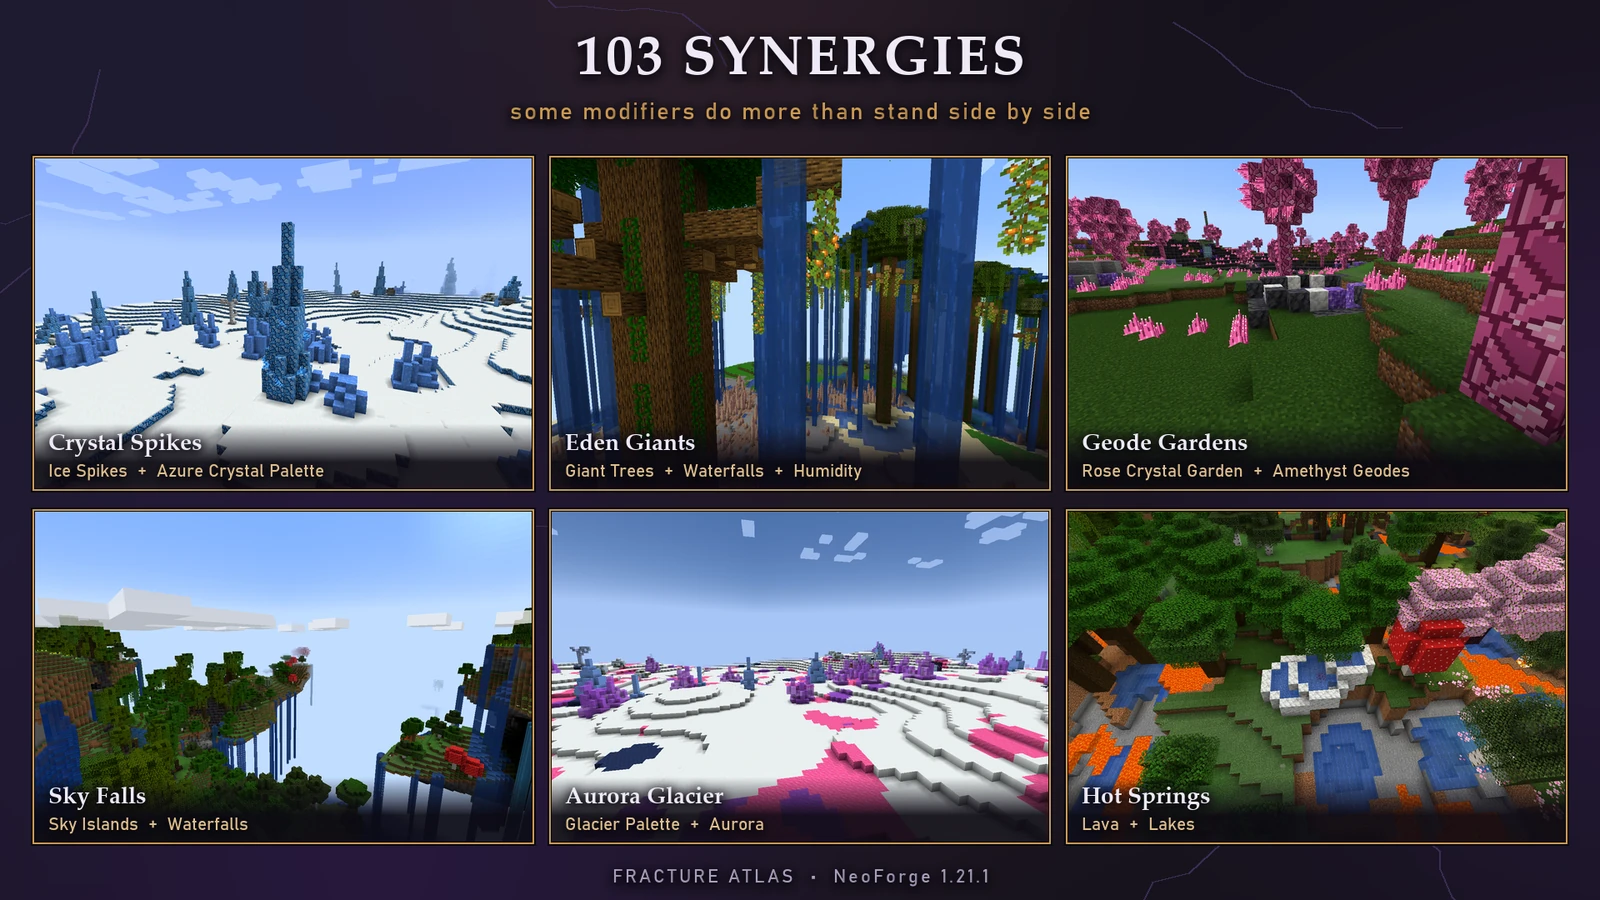 103 SYNERGIES
some modifiers do more than stand side by side
Crystal Spikes
Ice Spikes + Azure Crystal Palette
Eden Giants
Giant Trees + Waterfalls + Humidity
Geode Gardens
Rose Crystal Garden + Amethyst Geodes
Sky Falls
Sky Islands + Waterfalls
Aurora Glacier
Glacier Palette + Aurora
Hot Springs
Lava + Lakes
FRACTURE ATLAS · NeoForge 1.21.1